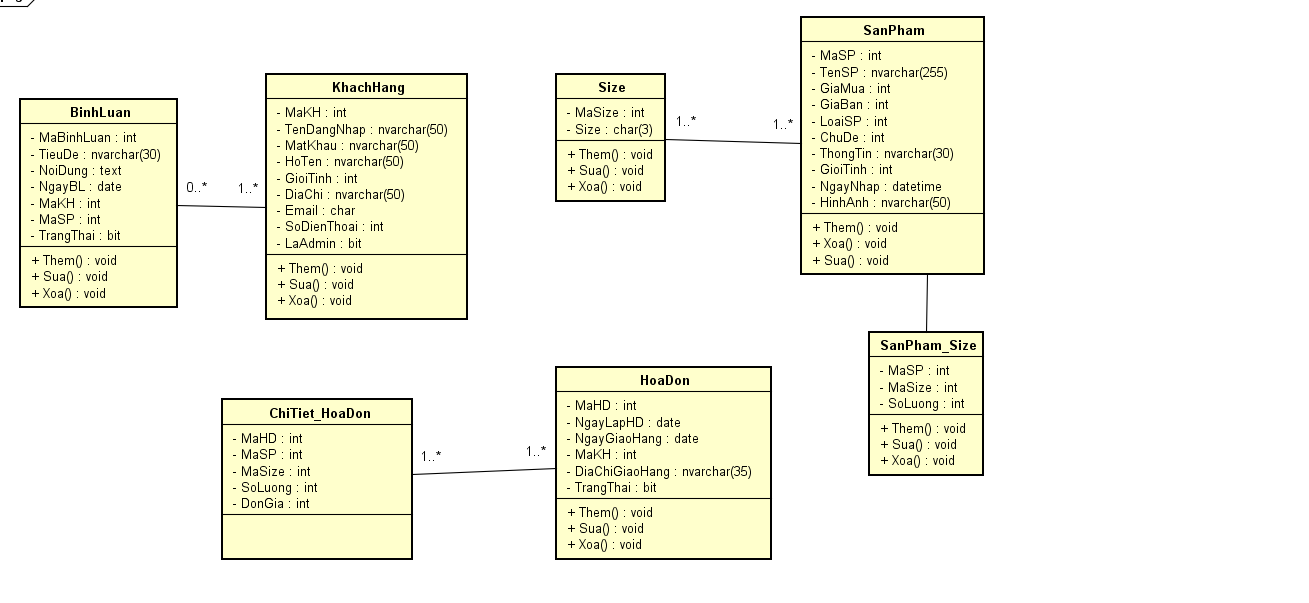 BinhLuan
- MaBinhLuan : int
- TieuDe : nvarchar(30)
- NoiDung : text
- NgayBL : date
- MaKH : int
- MaSP : int
- TrangThai : bit
+ Them() : void
+ Sua() : void
+ Xoa() : void
0..*
1..*
KhachHang
- MaKH : int
- TenDangNhap : nvarchar(50)
- MatKhau : nvarchar(50)
- HoTen : nvarchar(50)
- GioiTinh : int
- DiaChi : nvarchar(50)
- Email : char
- SoDienThoai : int
- LaAdmin : bit
+ Them() : void
+ Sua() : void
+ Xoa() : void
Size
- MaSize : int
- Size : char(3)
+ Them() : void
+ Sua() : void
+ Xoa() : void
1..*
1..*
SanPham
- MaSP : int
- TenSP : nvarchar(255)
- GiaMua : int
- GiaBan : int
- LoaiSP : int
- ChuDe : int
- ThongTin : nvarchar(30)
- GioiTinh : int
- NgayNhap : datetime
- HinhAnh : nvarchar(50)
+ Them() : void
+ Xoa() : void
+ Sua() : void
SanPham_Size
- MaSP : int
- MaSize : int
- SoLuong : int
+ Them() : void
+ Sua() : void
+ Xoa() : void
ChiTiet_HoaDon
- MaHD : int
- MaSP : int
- MaSize : int
- SoLuong : int
- DonGia : int
1..*
1..*
HoaDon
- MaHD : int
- NgayLapHD : date
- NgayGiaoHang : date
- MaKH : int
- DiaChiGiaoHang : nvarchar(35)
- TrangThai : bit
+ Them() : void
+ Sua() : void
+ Xoa() : void